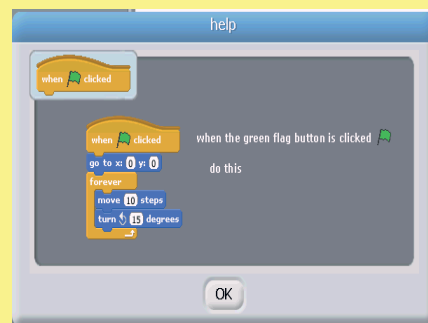 help
when clicked
when clicked
go to x: 0 y: 0
forever
move 10 steps
turn 15 degrees
when the green flag button is clicked
do this
OK